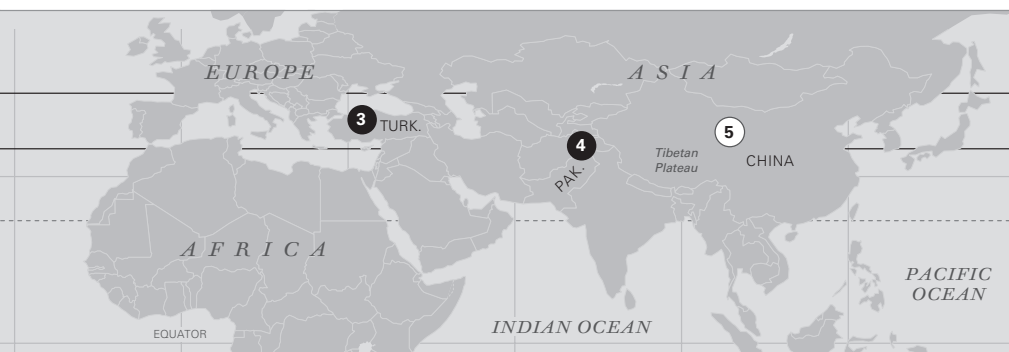 EUROPE
ASIA
3
TURK.
5
4
Tibetan
Plateau
CHINA
PAK.
AFRICA
PACIFIC
OCEAN
INDIAN OCEAN
EQUATOR